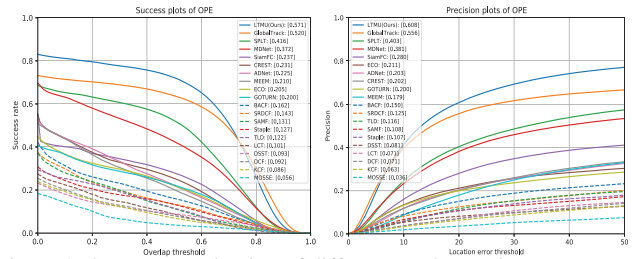 Success plots of OPE
1.0
0.8
0.6
0.4
0.2
0.0
Success rate
0.0 0.2 0.4 0.6 0.8 1.0
Overlap threshold
LTMU(Ours): [0.571]
GlobalTrack: [0.520]
SPLT: [0.416]
MDNet: [0.372]
SiamFC: [0.237]
CREST: [0.231]
ADNet: [0.225]
MEEM: [0.210]
ECO: [0.205]
GOTURN: [0.200]
BACF: [0.162]
SRDCF: [0.143]
SAMF: [0.131]
Staple: [0.127]
TLD: [0.122]
LCT: [0.101]
DSST: [0.093]
DCF: [0.092]
KCF: [0.086]
MOSSE: [0.056]
Precision plots of OPE
1.0
0.8
0.6
0.4
0.2
0.0
Precision
0 10 20 30 40 50
Location error threshold
LTMU(Ours): [0.608]
GlobalTrack: [0.556]
SPLT: [0.403]
MDNet: [0.381]
SiamFC: [0.280]
ECO: [0.211]
ADNet: [0.203]
CREST: [0.202]
GOTURN: [0.200]
MEEM: [0.179]
BACF: [0.150]
SRDCF: [0.125]
TLD: [0.116]
SAMF: [0.108]
Staple: [0.107]
DSST: [0.081]
LCT: [0.073]
DCF: [0.071]
KCF: [0.063]
MOSSE: [0.036]